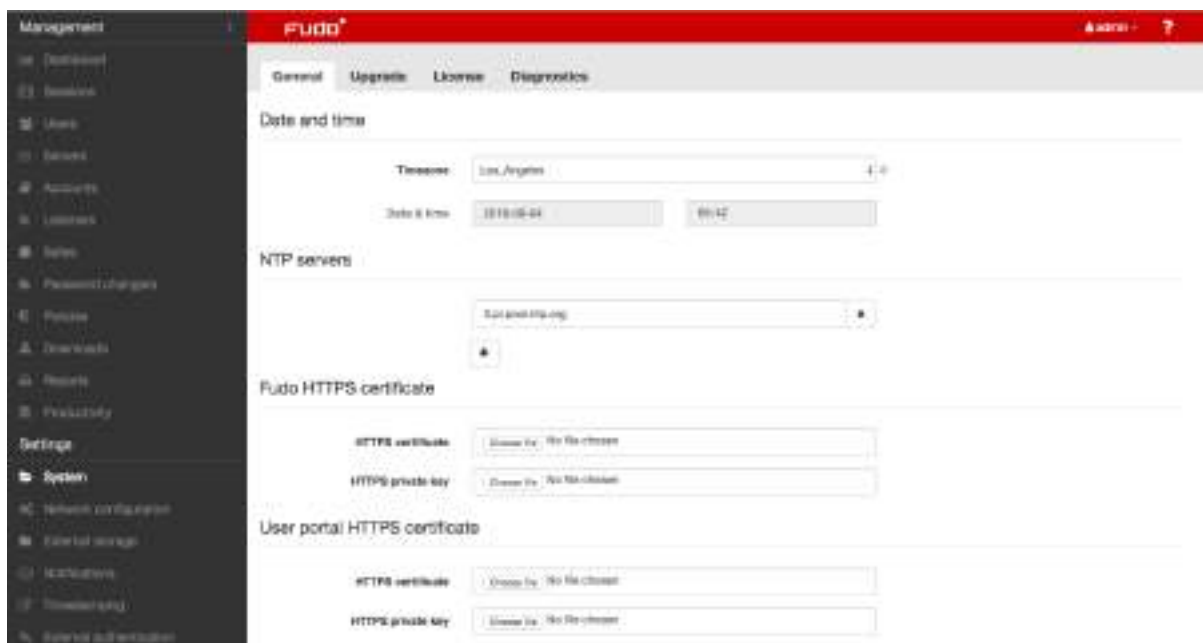 Management
FUDO
admin
?
Dashboard
Sessions
Users
Servers
Accounts
Listeners
Safes
Password changers
Policies
Downloads
Reports
Productivity
Settings
System
Network configuration
External storage
Notifications
Timestamping
External authentication
General Upgrade License Diagnostics
Date and time
Timezone Los_Angeles
Date & time
NTP servers
Fudo HTTPS certificate
HTTPS certificate Choose file No file chosen
HTTPS private key Choose file No file chosen
User portal HTTPS certificate
HTTPS certificate Choose file No file chosen
HTTPS private key Choose file No file chosen